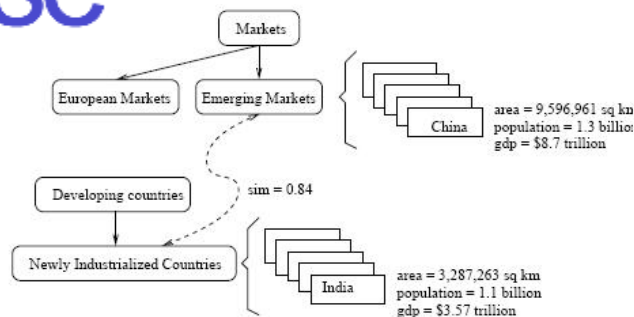 SC
Markets
European Markets
Emerging Markets
China
area = 9,596,961 sq km
population = 1.3 billion
gdp = $8.7 trillion
Developing countries
sim = 0.84
Newly Industrialized Countries
India
area = 3,287,263 sq km
population = 1.1 billion
gdp = $3.57 trillion